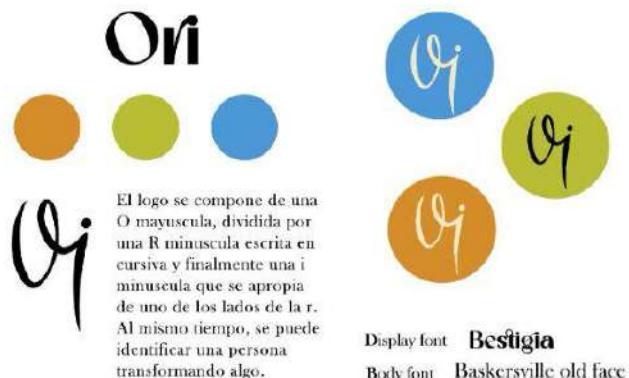 Ori
El logo se compone de una
O mayuscula, dividida por
una R minuscula escrita en
cursiva y finalmente una i
minuscula que se apropia
de uno de los lados de la r.
Al mismo tiempo, se puede
identificar una persona
transformando algo.
Display font Bestigia
Body font Baskersville old face